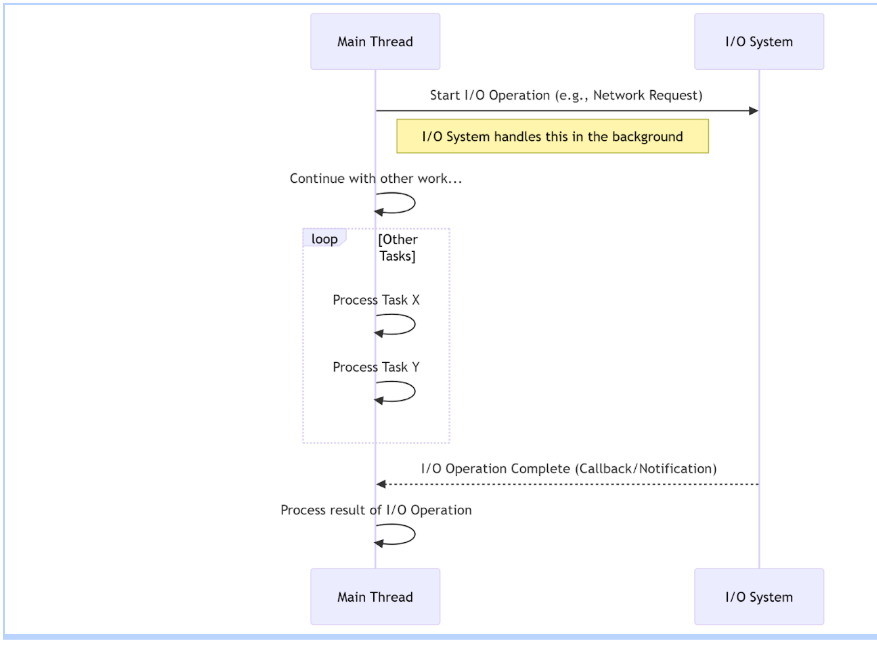 Main Thread
I/O System
Start I/O Operation (e.g., Network Request)
I/O System handles this in the background
Continue with other work...
loop
[Other
Tasks]
Process Task X
Process Task Y
I/O Operation Complete (Callback/Notification)
Process result of I/O Operation
Main Thread
I/O System